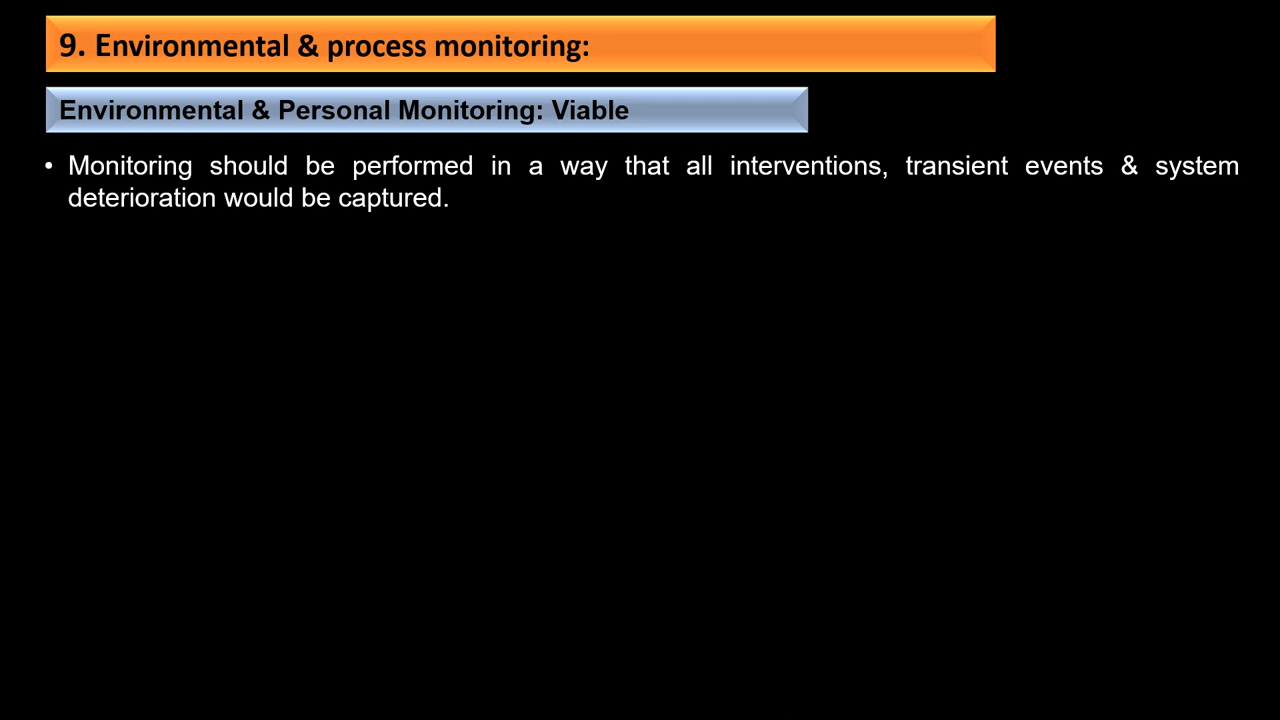 9. Environmental & process monitoring:
Environmental & Personal Monitoring: Viable
• Monitoring should be performed in a way that all interventions, transient events & system
deterioration would be captured.